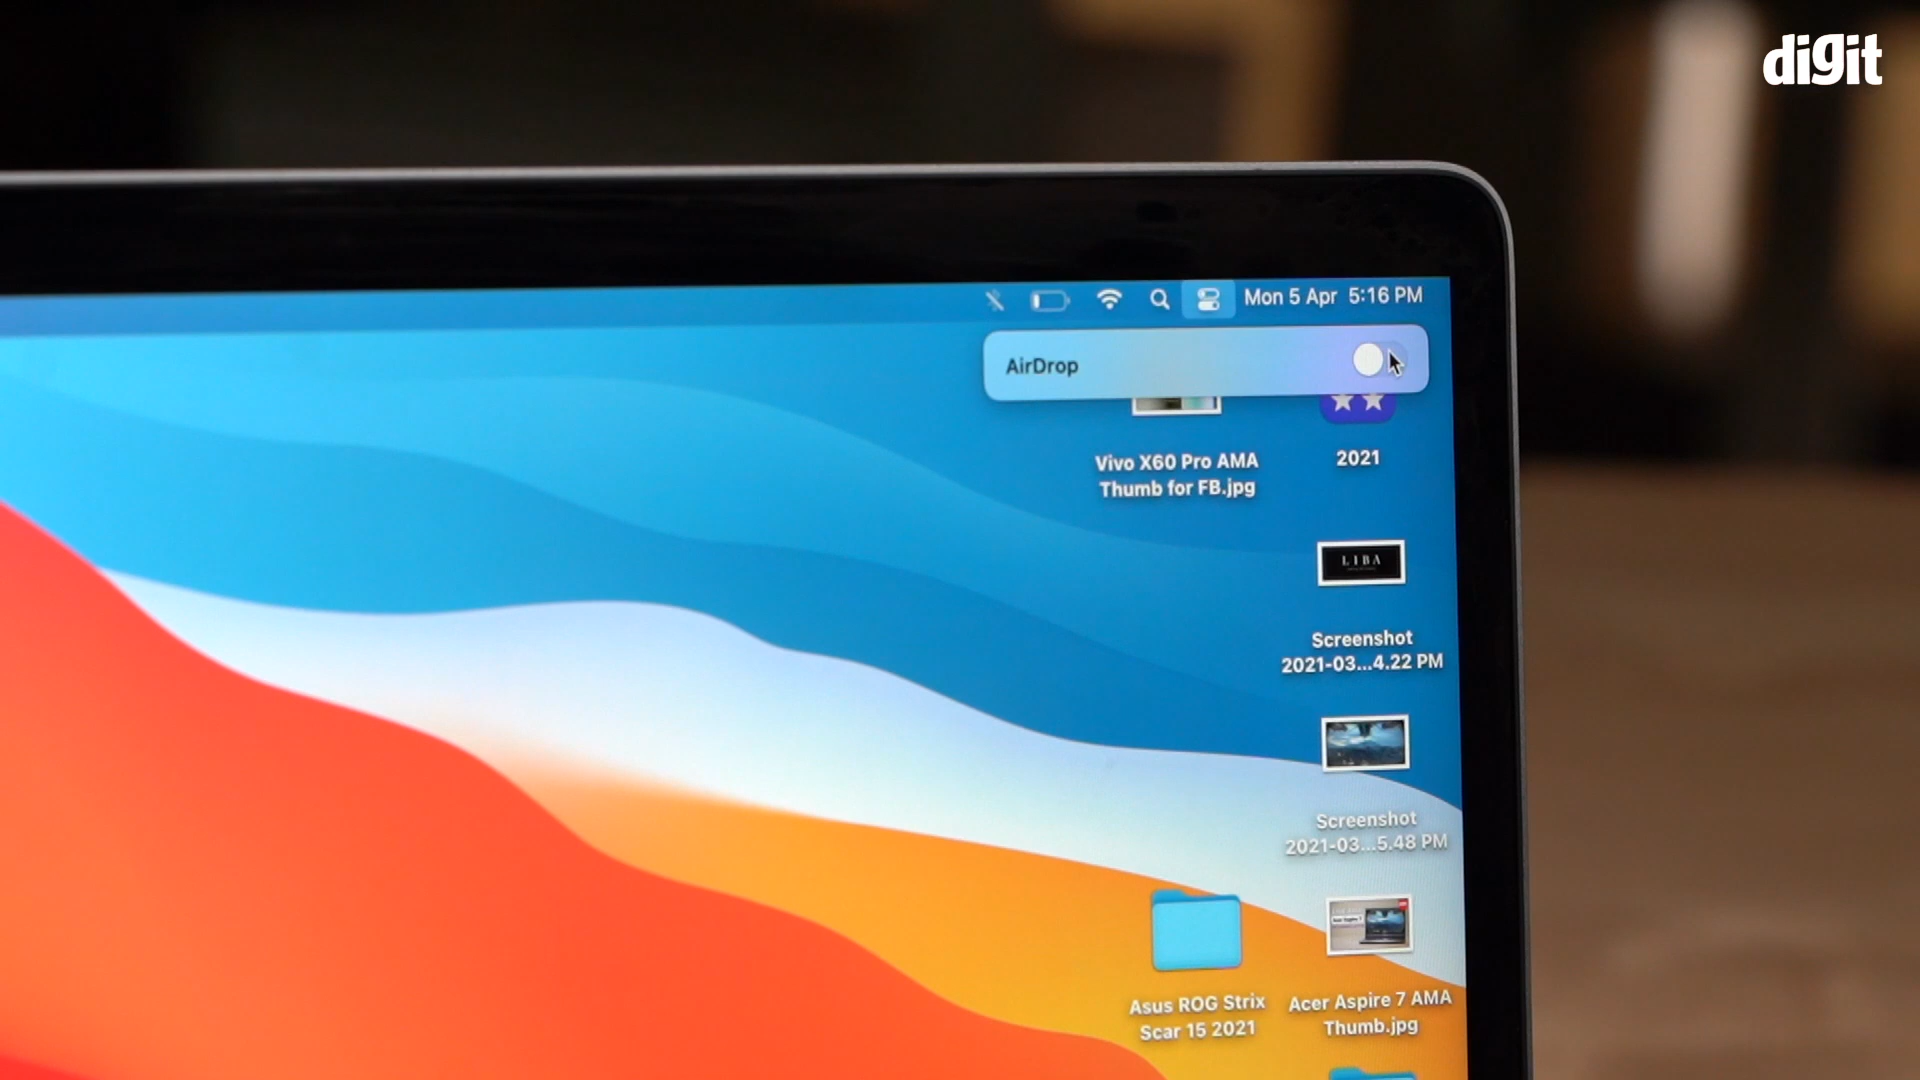 digit
Mon 5 Apr 5:16 PM
AirDrop
Vivo X60 Pro AMA
Thumb for FB.jpg
2021
LIBA
Screenshot
2021-03...4.22 PM
Screenshot
2021-03...5.48 PM
Asus ROG Strix
Scar 15 2021
Acer Aspire 7 AMA
Thumb.jpg